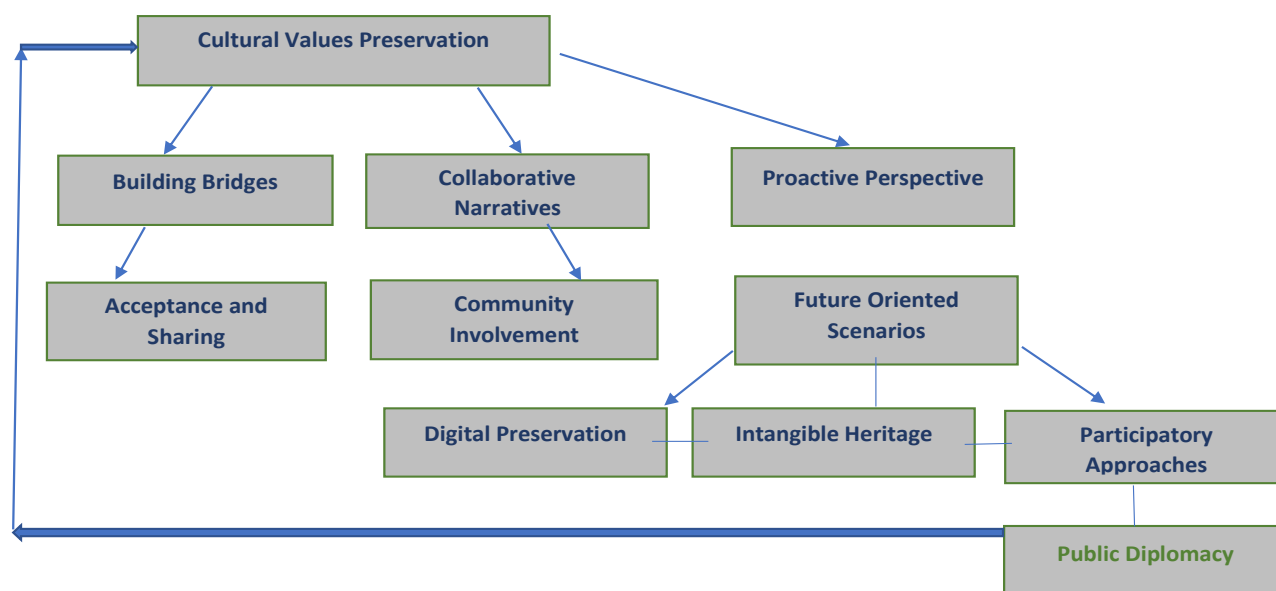 Cultural Values Preservation
Building Bridges
Collaborative
Narratives
Proactive Perspective
Acceptance and
Sharing
Community
Involvement
Future Oriented
Scenarios
Digital Preservation
Intangible Heritage
Participatory
Approaches
Public Diplomacy